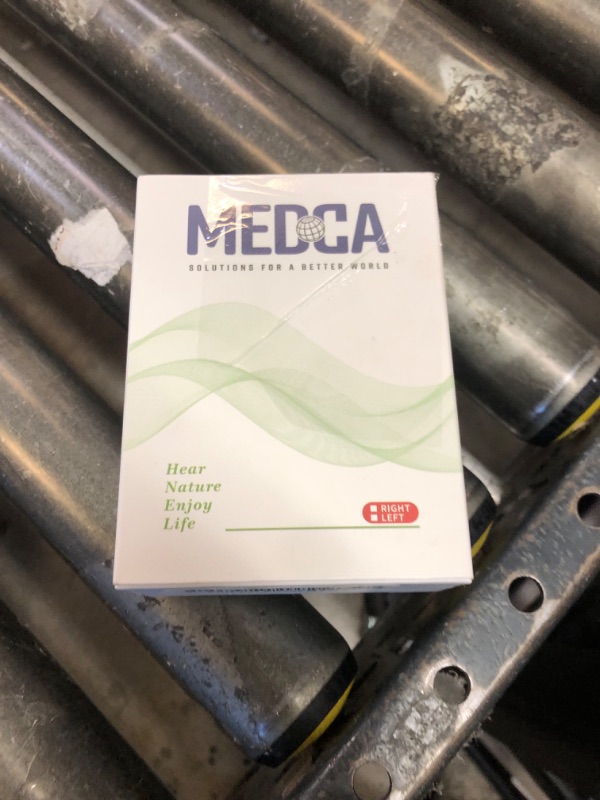 MEDCA
SOLUTIONS FOR A BETTER WORLD
Hear
Nature
Enjoy
Life
RIGHT
LEFT